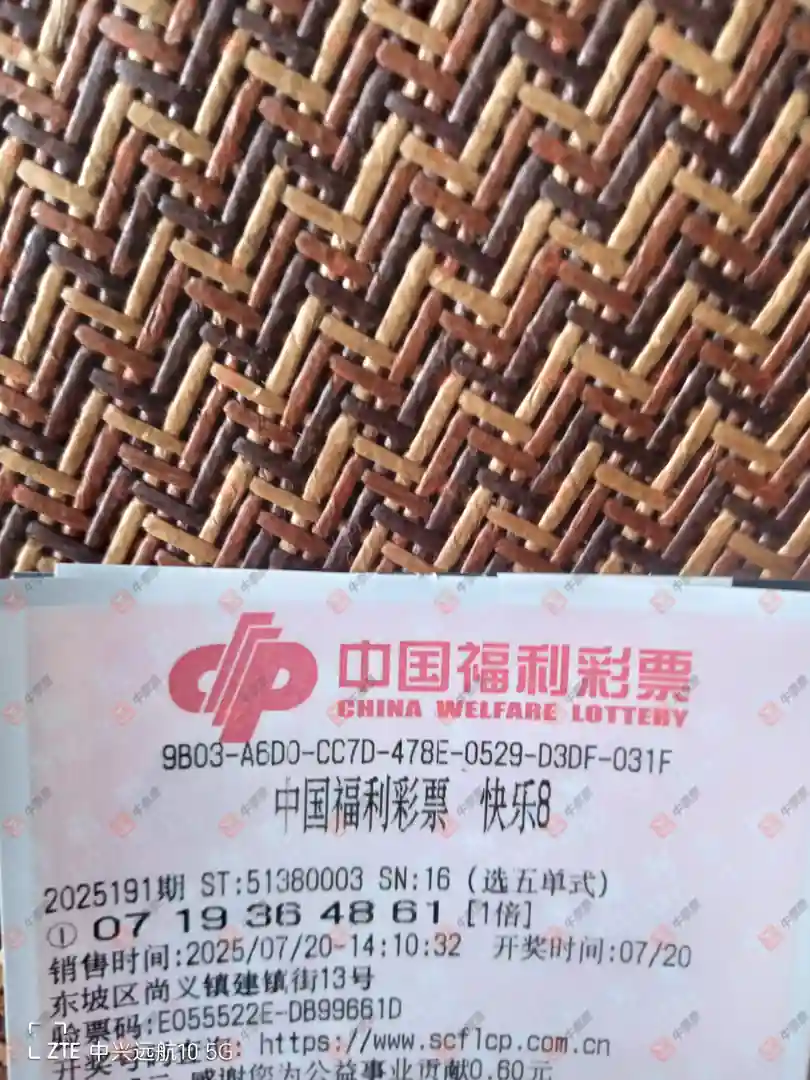 中国福利彩票
CHINA WELFARE LOTTERY
9B03-A6D0-CC7D-478E-0529-D3DF-031F
中国福利彩票 快乐8
2025191期 ST:51380003 SN:16 (选五单式)
① 07 19 36 48 61 [1倍]
销售时间:2025/07/20-14:10:32 开奖时间:07/20
东坡区尚义镇建镇街13号
验票码:E055522E-DB99661D
https://www.scflcp.com.cn
感谢您为公益事业贡献0.60元
ZTE 中兴远航10 5G